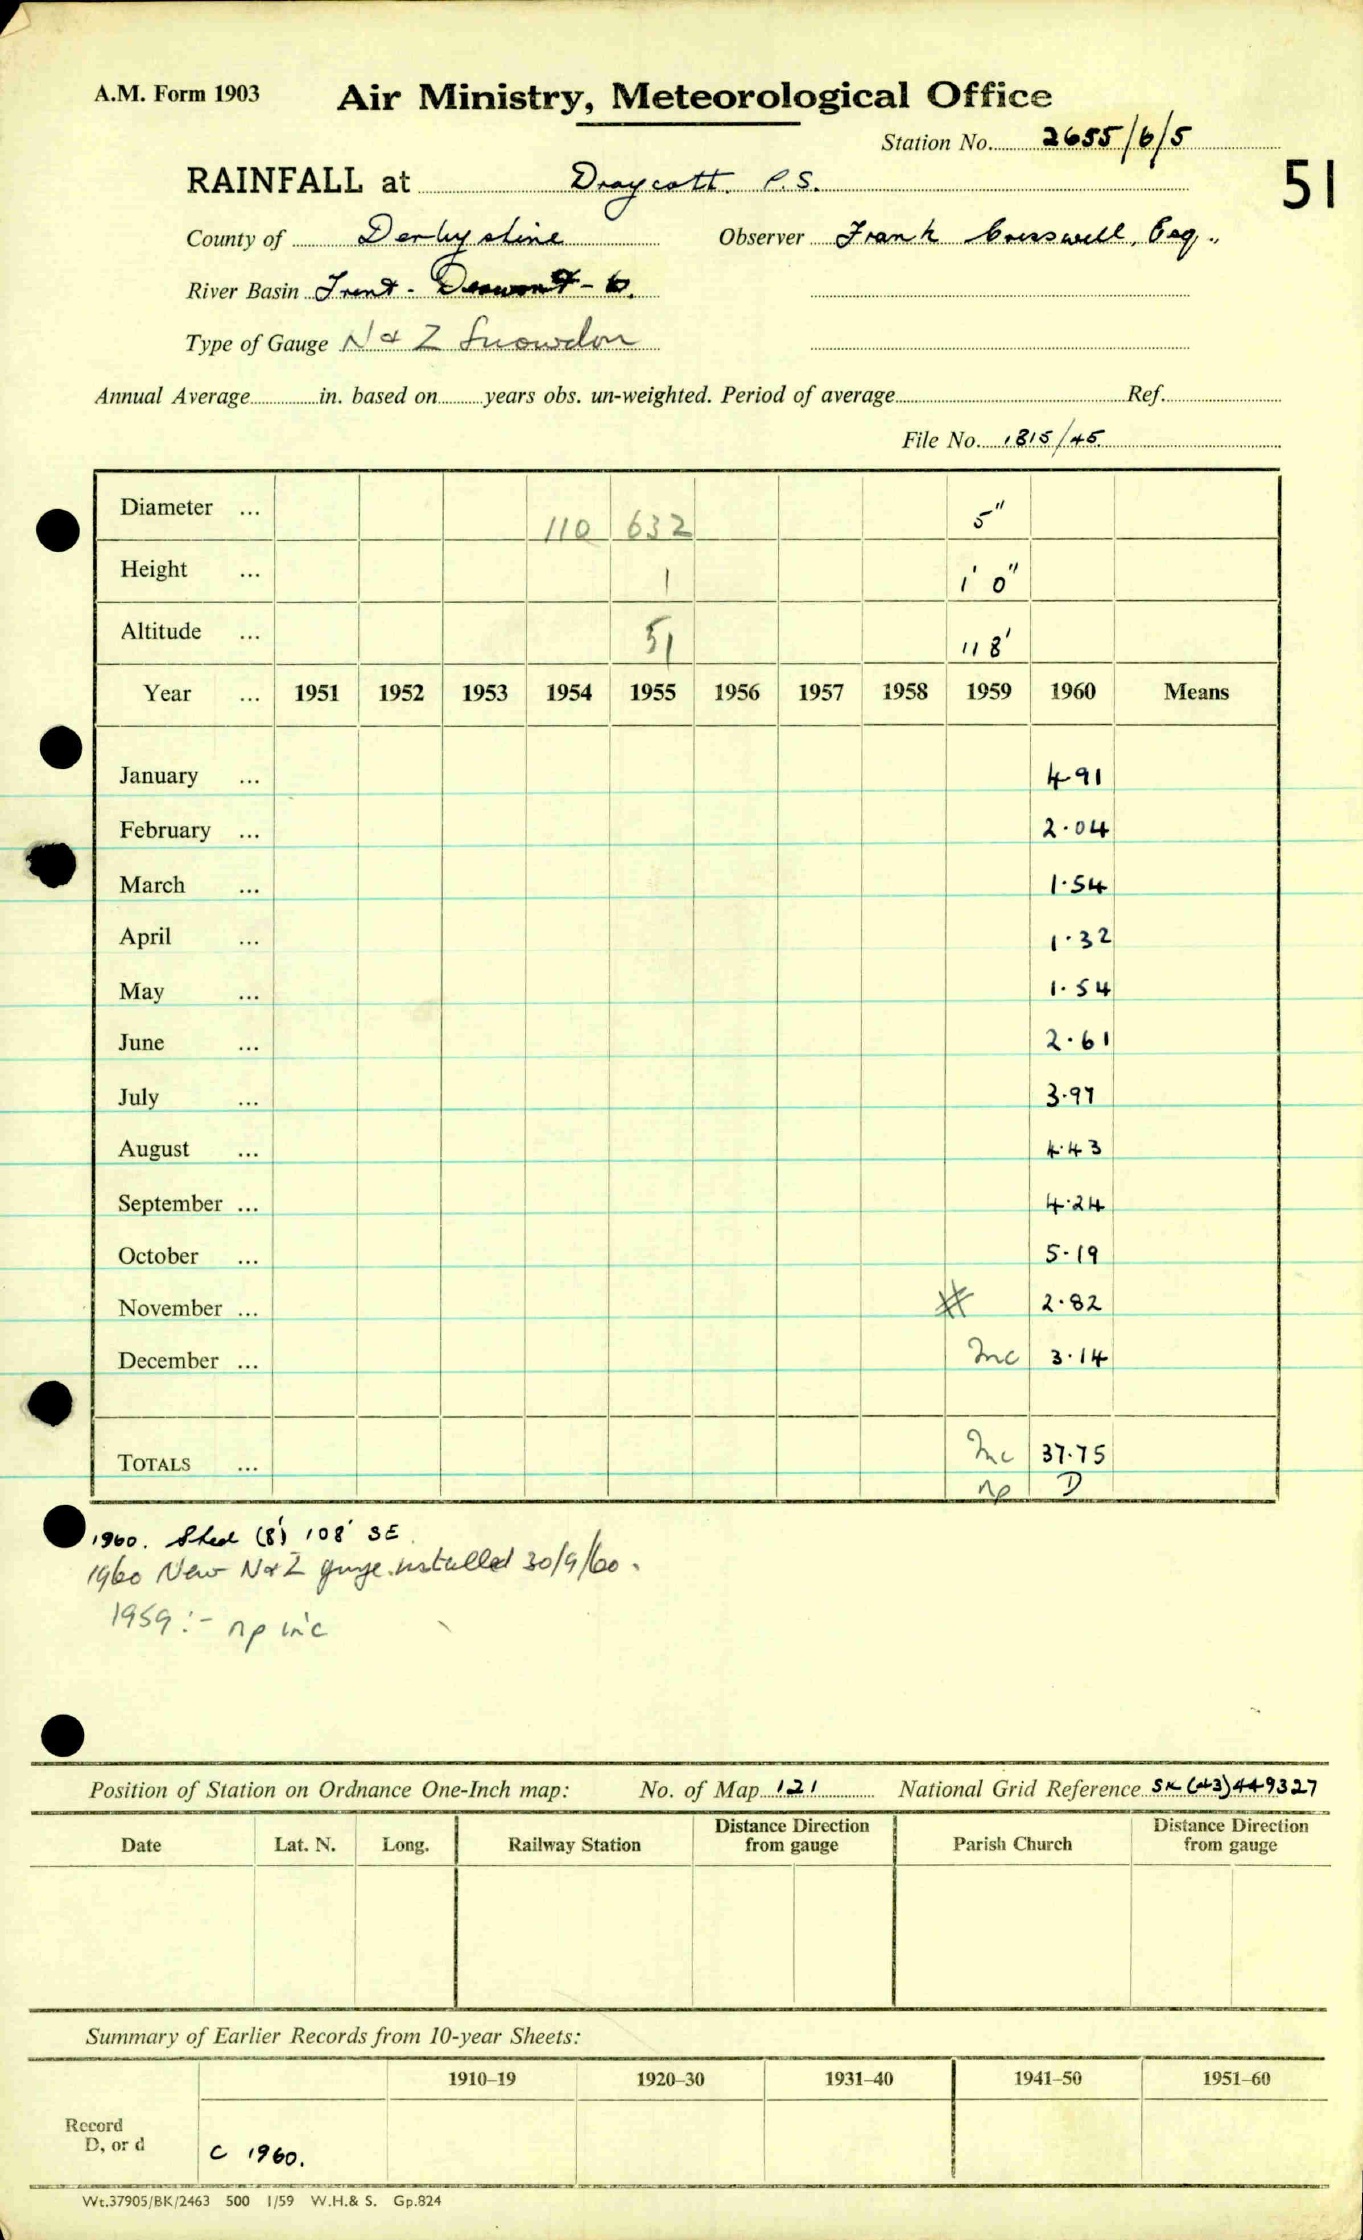 A.M. Form 1903 Air Ministry, Meteorological Office
Station No. 2655/6/5
51
RAINFALL at Draycott. P.S.
County of Derbyshire Observer Frank Cresswell, Esq.,
River Basin Trent - Derwent -
Type of Gauge N & Z Snowdon
Annual Average in. based on years obs. un-weighted. Period of average Ref.
File No. 1815/45
Diameter ... 110 632 5"
Height ... 1 1' 0"
Altitude ... 51 118'
Year ... 1951 1952 1953 1954 1955 1956 1957 1958 1959 1960 Means
January ... 4.91
February ... 2.04
March ... 1.54
April ... 1.32
May ... 1.54
June ... 2.61
July ... 3.97
August ... 4.43
September ... 4.24
October ... 5.19
November ... # 2.82
December ... Inc 3.14
TOTALS ... Inc 37.75
np D
1960. Shed (8') 108' SE.
1960 New N & Z gauge installed 30/9/60.
1959 :- np inc
Position of Station on Ordnance One-Inch map: No. of Map 121 National Grid Reference SK (43) 449327
Date Lat. N. Long. Railway Station Distance Direction from gauge Parish Church Distance Direction from gauge
Summary of Earlier Records from 10-year Sheets:
1910–19 1920–30 1931–40 1941–50 1951–60
Record
D, or d C 1960.
Wt.37905/BK/2463 500 1/59 W.H.& S. Gp.824